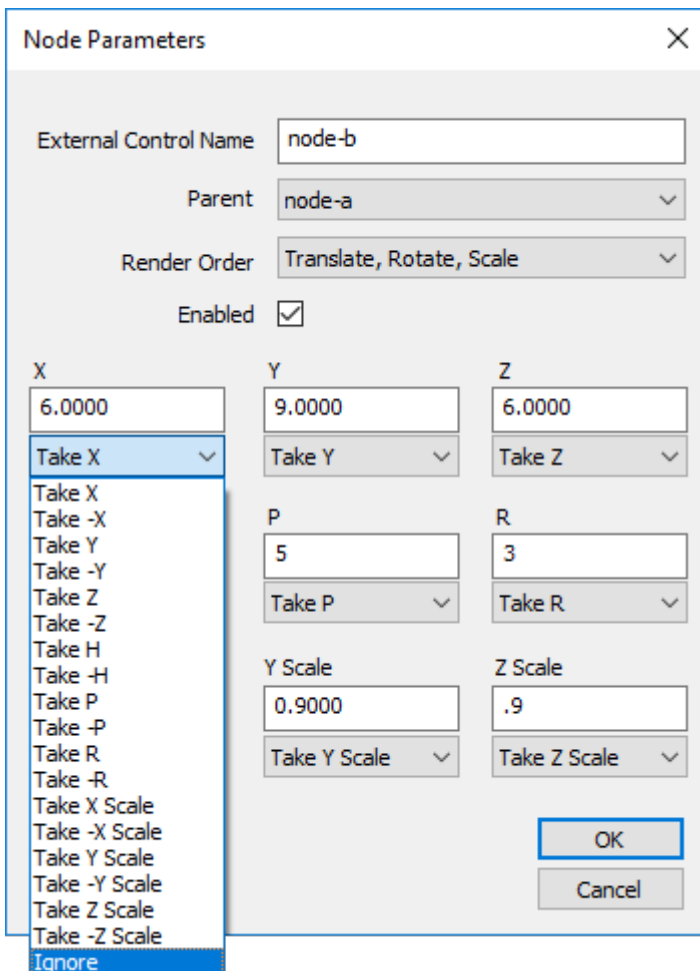 Node Parameters
External Control Name node-b
Parent node-a
Render Order Translate, Rotate, Scale
Enabled
X Y Z
6.0000 9.0000 6.0000
Take X Take Y Take Z
Take X
Take -X
Take Y
Take -Y
Take Z
Take -Z
Take H
Take -H
Take P
Take -P
Take R
Take -R
Take X Scale
Take -X Scale
Take Y Scale
Take -Y Scale
Take Z Scale
Take -Z Scale
Ignore
P R
5 3
Take P Take R
Y Scale Z Scale
0.9000 .9
Take Y Scale Take Z Scale
OK
Cancel